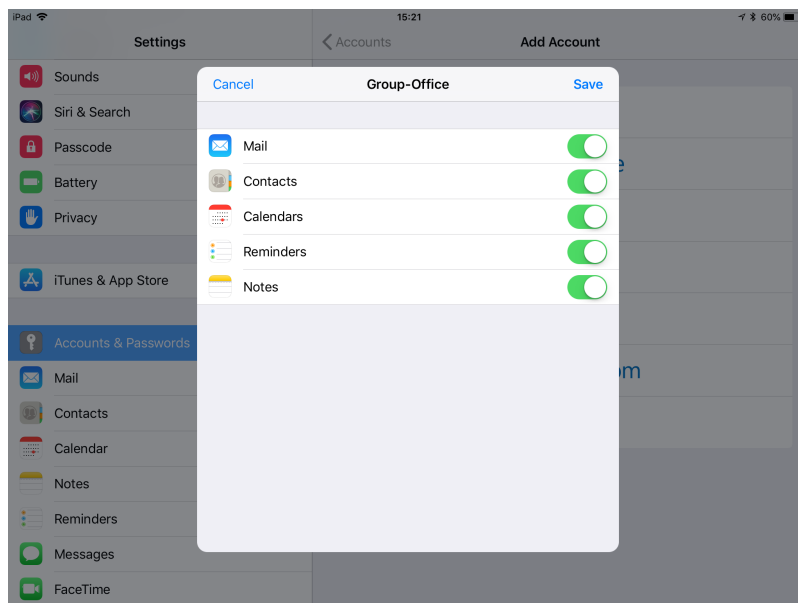 iPad 15:21 60%
Settings
Accounts Add Account
Sounds
Siri & Search
Passcode
Battery
Privacy
iTunes & App Store
Accounts & Passwords
Mail
Contacts
Calendar
Notes
Reminders
Messages
FaceTime
Cancel Group-Office Save
Mail
Contacts
Calendars
Reminders
Notes
e
om